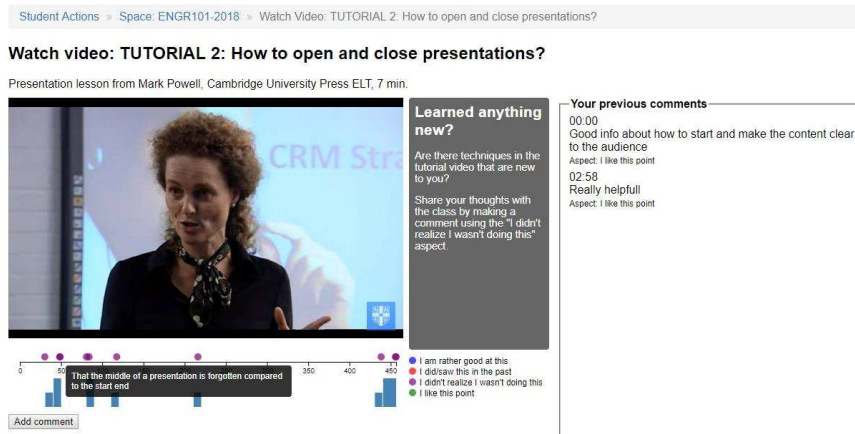 Student Actions » Space: ENGR101-2018 » Watch Video: TUTORIAL 2: How to open and close presentations?
Watch video: TUTORIAL 2: How to open and close presentations?
Presentation lesson from Mark Powell, Cambridge University Press ELT, 7 min.
CRM Stra
Learned anything
new?
Are there techniques in the
tutorial video that are new
to you?
Share your thoughts with
the class by making a
comment using the "I didn't
realize I wasn't doing this"
aspect.
Your previous comments
00:00
Good info about how to start and make the content clear
to the audience
Aspect: I like this point
02:58
Really helpfull
Aspect: I like this point
0 50 350 400 450
That the middle of a presentation is forgotten compared
to the start end
I am rather good at this
I did/saw this in the past
I didn't realize I wasn't doing this
I like this point
Add comment